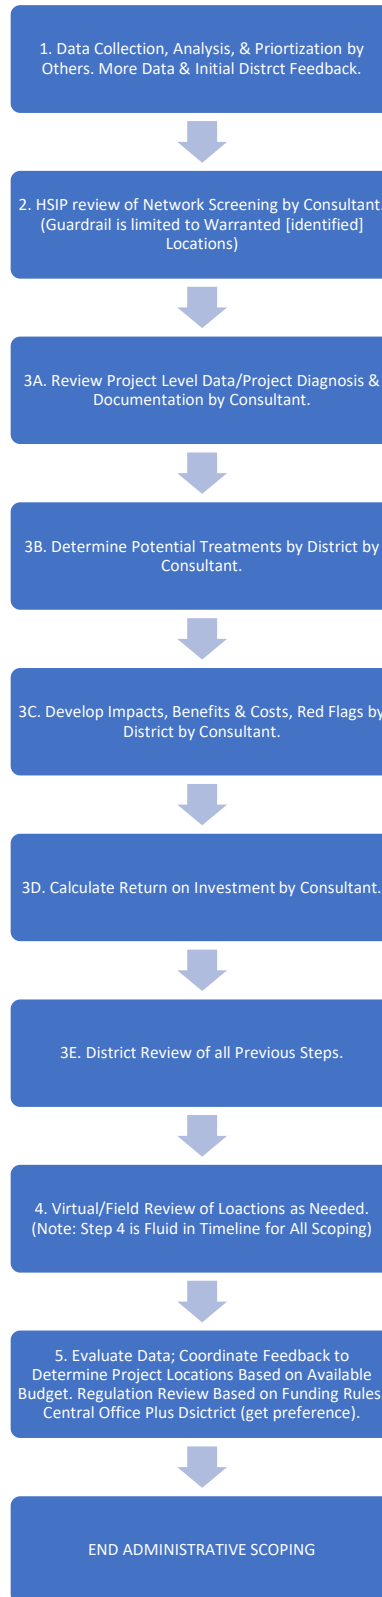 1. Data Collection, Analysis, & Priortization by
Others. More Data & Initial Distrct Feedback.
2. HSIP review of Network Screening by Consultant.
(Guardrail is limited to Warranted [identified]
Locations)
3A. Review Project Level Data/Project Diagnosis &
Documentation by Consultant.
3B. Determine Potential Treatments by District by
Consultant.
3C. Develop Impacts, Benefits & Costs, Red Flags by
District by Consultant.
3D. Calculate Return on Investment by Consultant.
3E. District Review of all Previous Steps.
4. Virtual/Field Review of Loactions as Needed.
(Note: Step 4 is Fluid in Timeline for All Scoping)
5. Evaluate Data; Coordinate Feedback to
Determine Project Locations Based on Available
Budget. Regulation Review Based on Funding Rules
Central Office Plus Dsictrict (get preference).
END ADMINISTRATIVE SCOPING